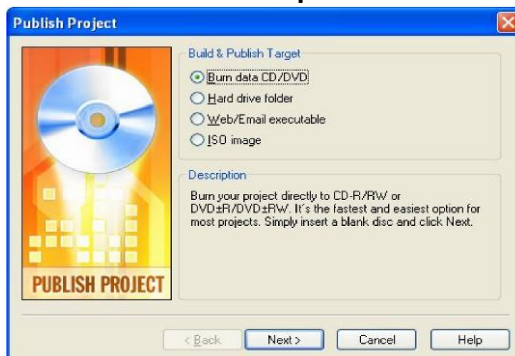 Publish Project
PUBLISH PROJECT
Build & Publish Target
Burn data CD/DVD
Hard drive folder
Web/Email executable
ISO image
Description
Burn your project directly to CD-R/RW or
DVD±R/DVD±RW. It's the fastest and easiest option for
most projects. Simply insert a blank disc and click Next.
< Back
Next >
Cancel
Help